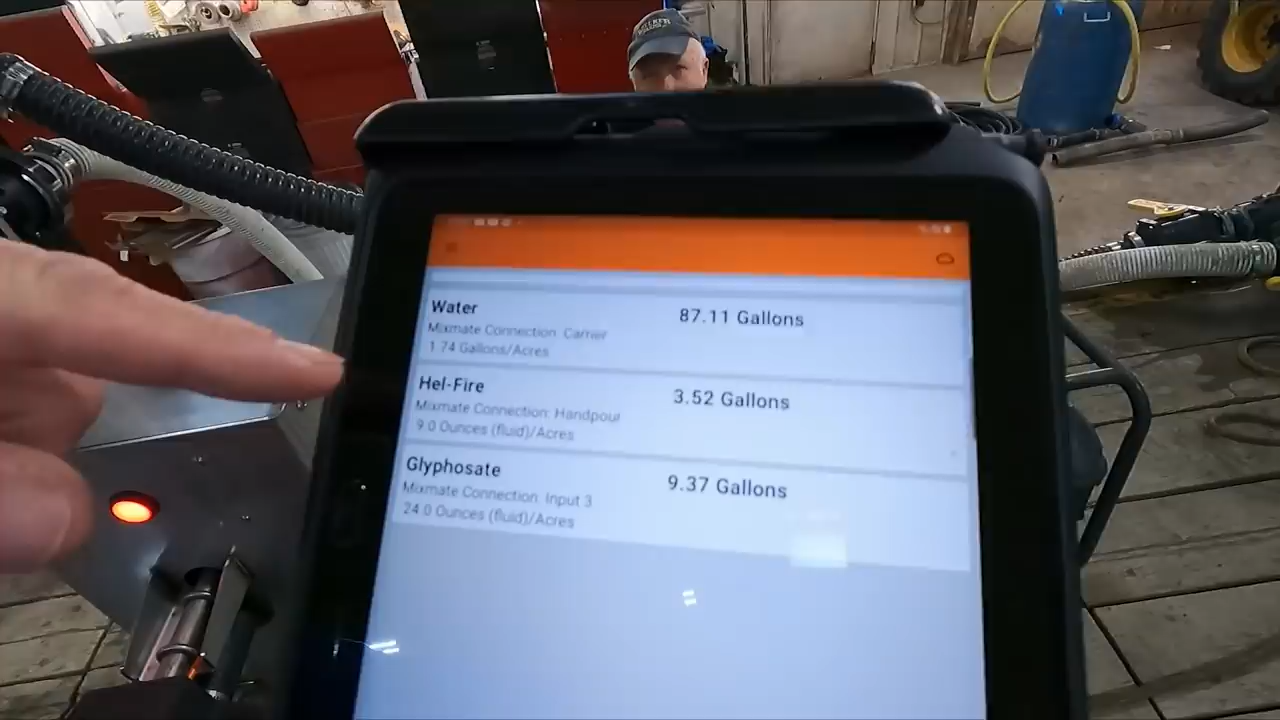 Water
87.11 Gallons
Mixmate Connection: Carrier
1.74 Gallons/Acres
Hel-Fire
3.52 Gallons
Mixmate Connection: Handpour
9.0 Ounces (fluid)/Acres
Glyphosate
9.37 Gallons
Mixmate Connection: Input 3
24.0 Ounces (fluid)/Acres